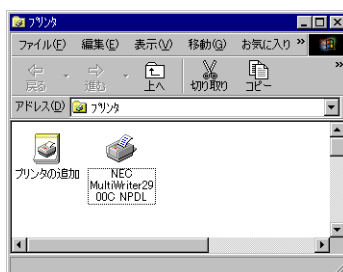 プリンタ
ファイル(F) 編集(E) 表示(V) 移動(G) お気に入り »
戻る 進む 上へ 切り取り コピー »
アドレス(D) プリンタ
プリンタの追加
NEC
MultiWriter29
00C NPDL